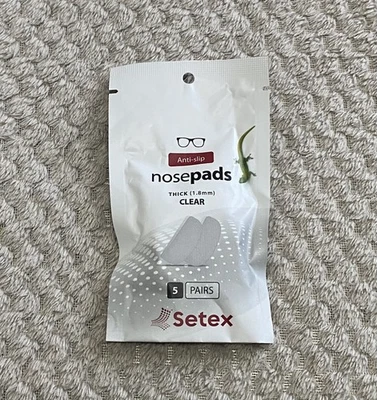 Anti-slip
nosepads
THICK (1.8mm)
CLEAR
5 PAIRS
Setex